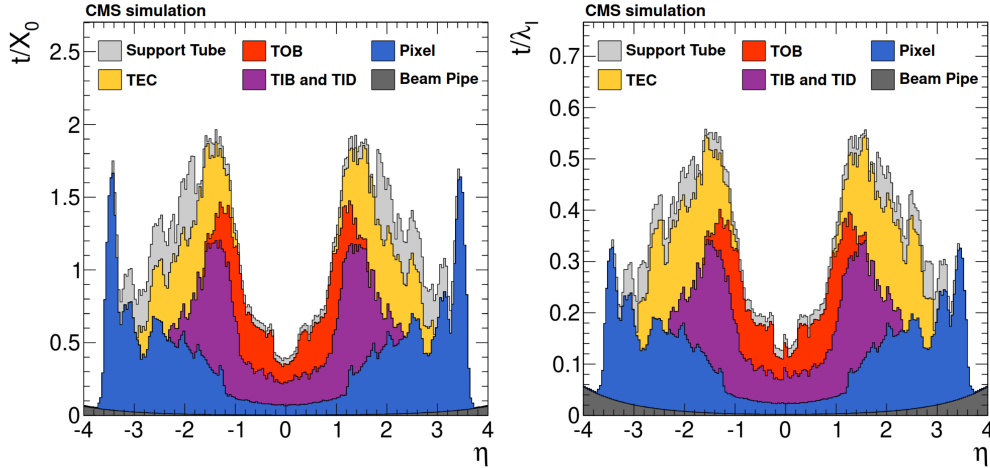 CMS simulation
t/X₀
2.5
2
1.5
1
0.5
0
Support Tube TOB Pixel
TEC TIB and TID Beam Pipe
-4 -3 -2 -1 0 1 2 3 4
η
CMS simulation
t/λ_I
0.7
0.6
0.5
0.4
0.3
0.2
0.1
0
Support Tube TOB Pixel
TEC TIB and TID Beam Pipe
-4 -3 -2 -1 0 1 2 3 4
η